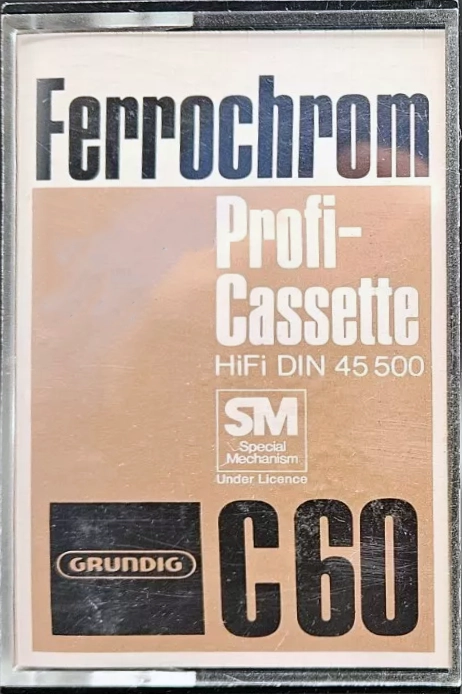 Ferrochrom
Profi-
Cassette
HiFi DIN 45 500
SM
Special
Mechanism
Under Licence
GRUNDIG
C60